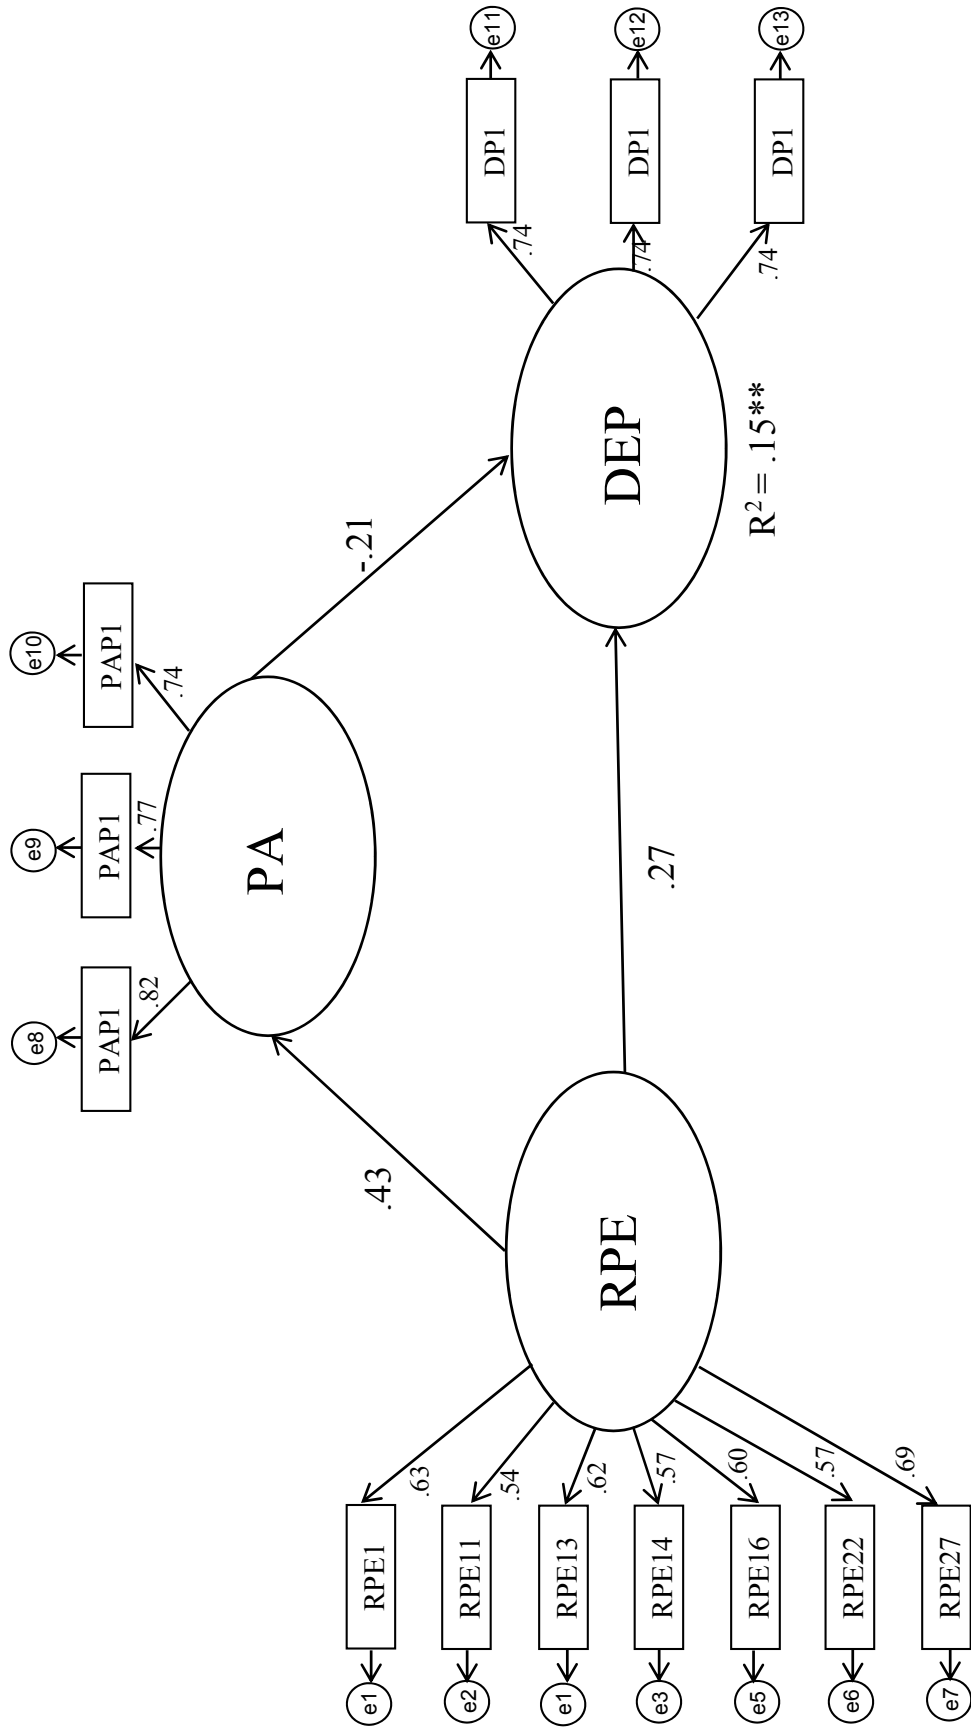 e8
e9
e10
PAP1
PAP1
PAP1
.82
.77
.74
PA
.43
-.21
.27
e1
RPE1
.63
e2
RPE11
.54
e1
RPE13
.62
e3
RPE14
.57
e5
RPE16
.60
e6
RPE22
.57
e7
RPE27
.69
RPE
DEP
R² = .15**
.74
DP1
e11
.74
DP1
e12
.74
DP1
e13